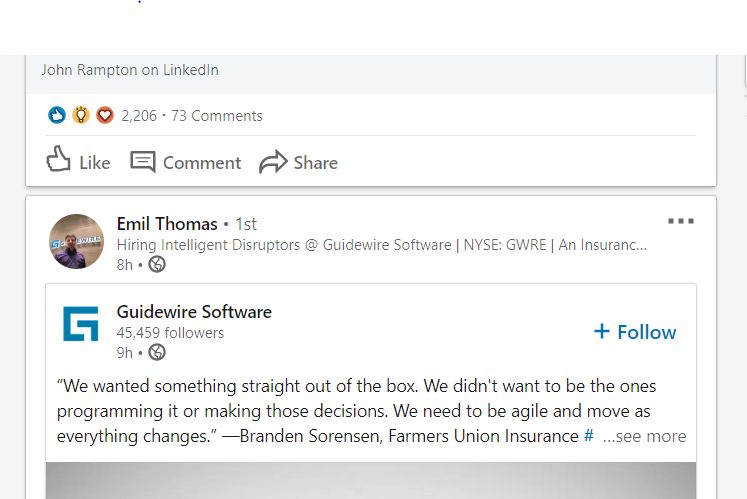 John Rampton on LinkedIn
2,206 · 73 Comments
Like Comment Share
Emil Thomas • 1st
Hiring Intelligent Disruptors @ Guidewire Software | NYSE: GWRE | An Insuranc...
8h •
Guidewire Software
45,459 followers
+ Follow
9h •
“We wanted something straight out of the box. We didn't want to be the ones
programming it or making those decisions. We need to be agile and move as
everything changes.” —Branden Sorensen, Farmers Union Insurance # ...see more